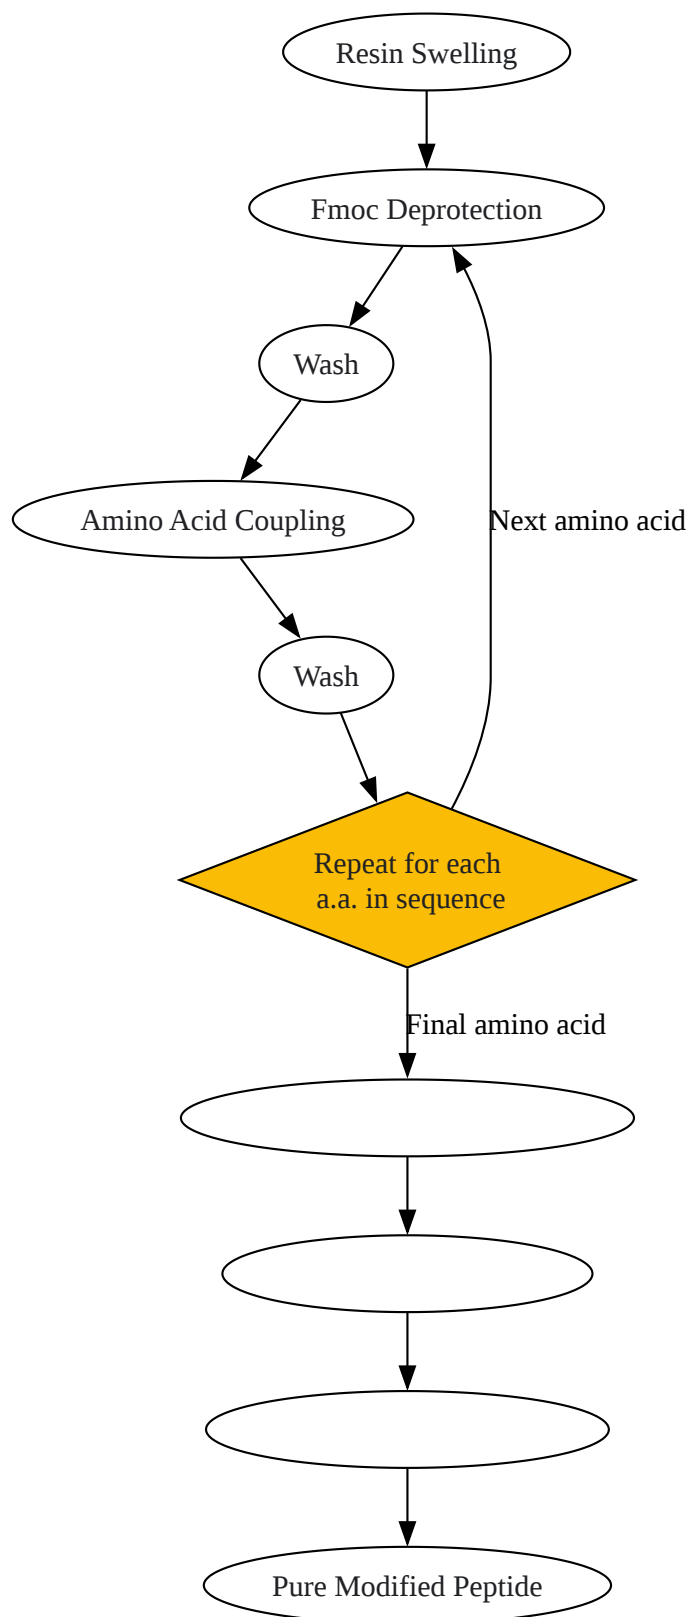 Resin Swelling
Fmoc Deprotection
Wash
Amino Acid Coupling
Next amino acid
Wash
Repeat for each
a.a. in sequence
Final amino acid
Pure Modified Peptide